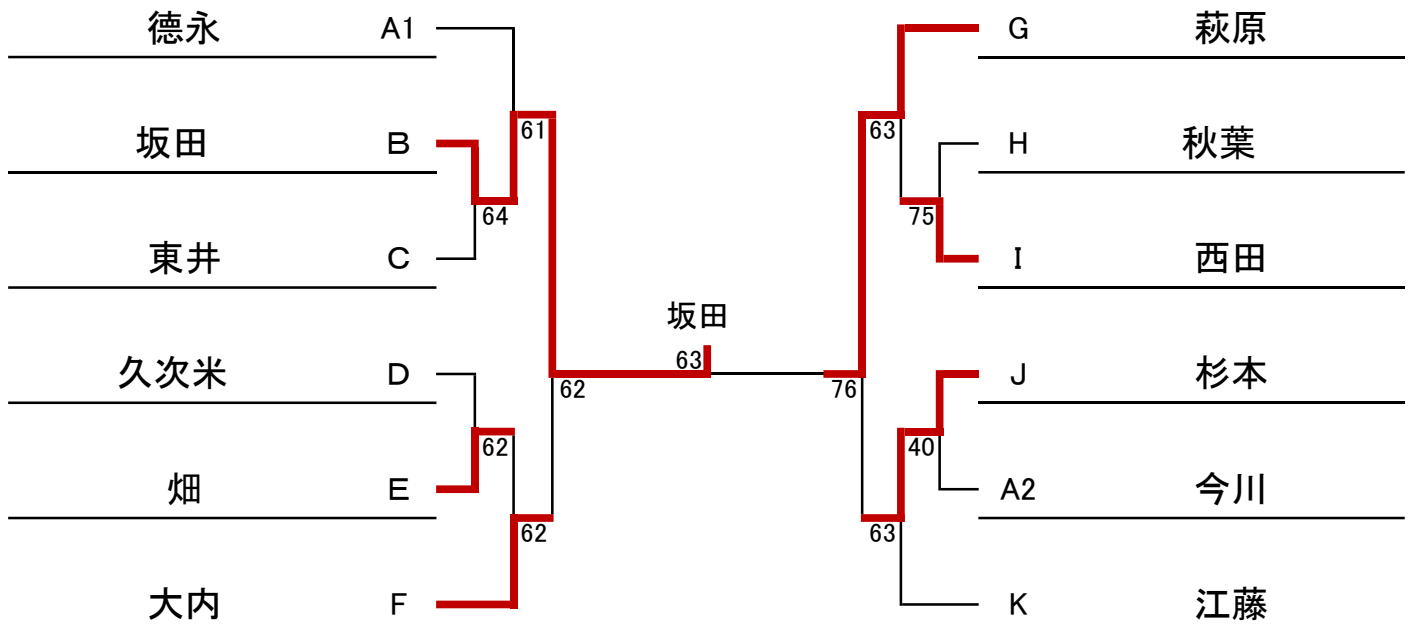 德永 A1
坂田 B
東井 C
久次米 D
畑 E
大内 F
61
64
62
62
62
坂田
63
76
63
75
40
63
G 萩原
H 秋葉
I 西田
J 杉本
A2 今川
K 江藤